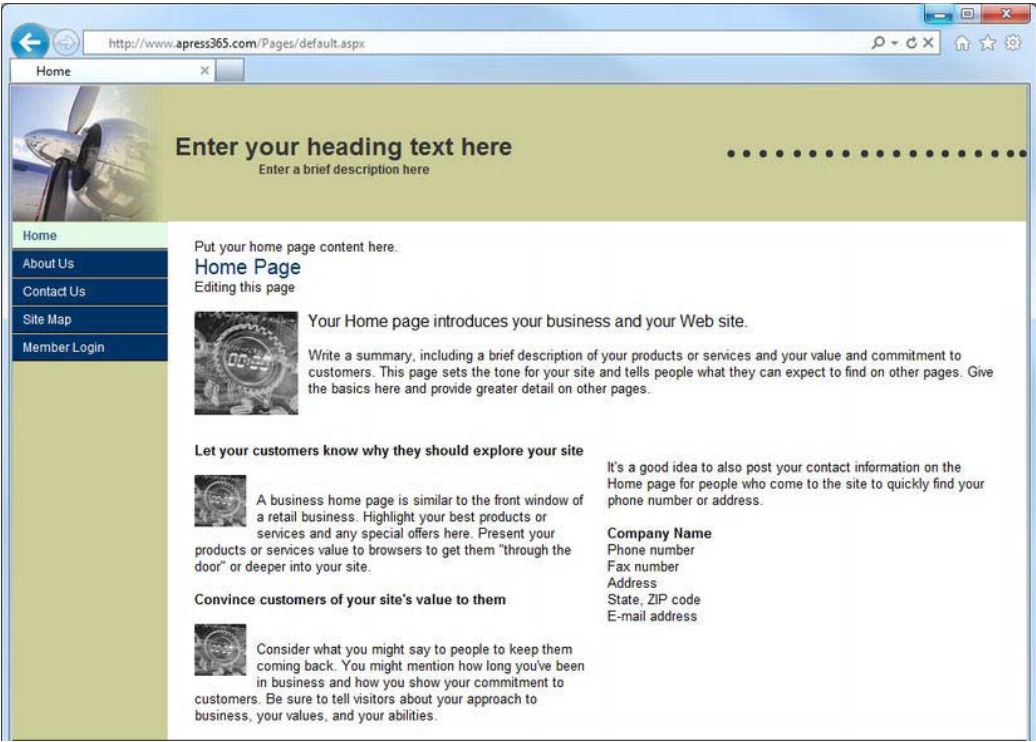 http://www.apress365.com/Pages/default.aspx
Home
Enter your heading text here
Enter a brief description here
Home
About Us
Contact Us
Site Map
Member Login
Put your home page content here.
Home Page
Editing this page
Your Home page introduces your business and your Web site.
Write a summary, including a brief description of your products or services and your value and commitment to
customers. This page sets the tone for your site and tells people what they can expect to find on other pages. Give
the basics here and provide greater detail on other pages.
Let your customers know why they should explore your site
A business home page is similar to the front window of
a retail business. Highlight your best products or
services and any special offers here. Present your
products or services value to browsers to get them "through the
door" or deeper into your site.
Convince customers of your site's value to them
Consider what you might say to people to keep them
coming back. You might mention how long you've been
in business and how you show your commitment to
customers. Be sure to tell visitors about your approach to
business, your values, and your abilities.
It's a good idea to also post your contact information on the
Home page for people who come to the site to quickly find your
phone number or address.
Company Name
Phone number
Fax number
Address
State, ZIP code
E-mail address